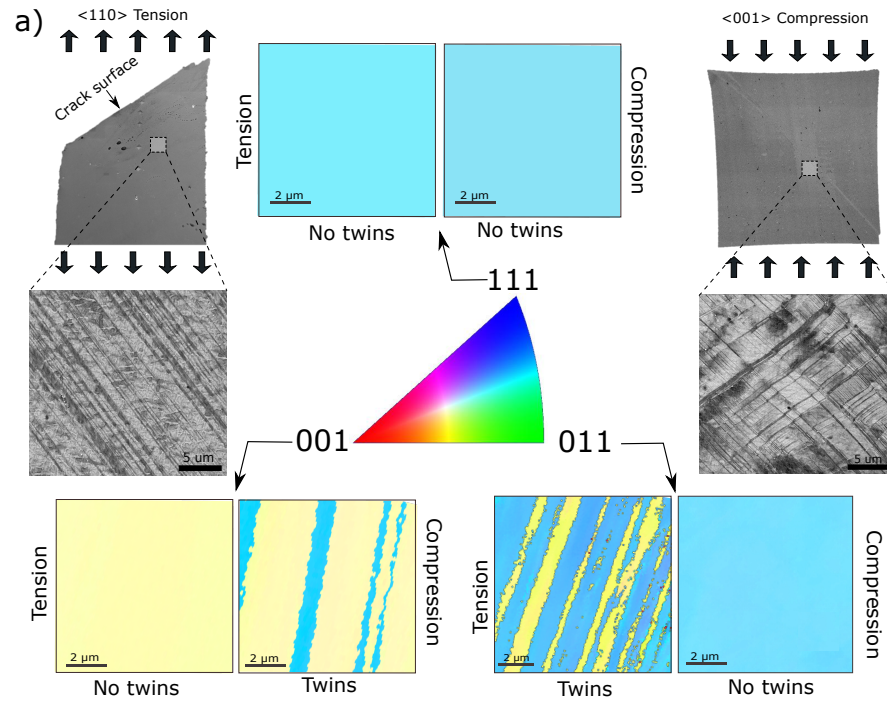 a)
<110> Tension
<001> Compression
Crack surface
Tension
Compression
2 µm
2 µm
No twins
No twins
111
001
011
5 um
5 um
Tension
Compression
Tension
Compression
2 µm
2 µm
2 µm
2 µm
No twins
Twins
Twins
No twins